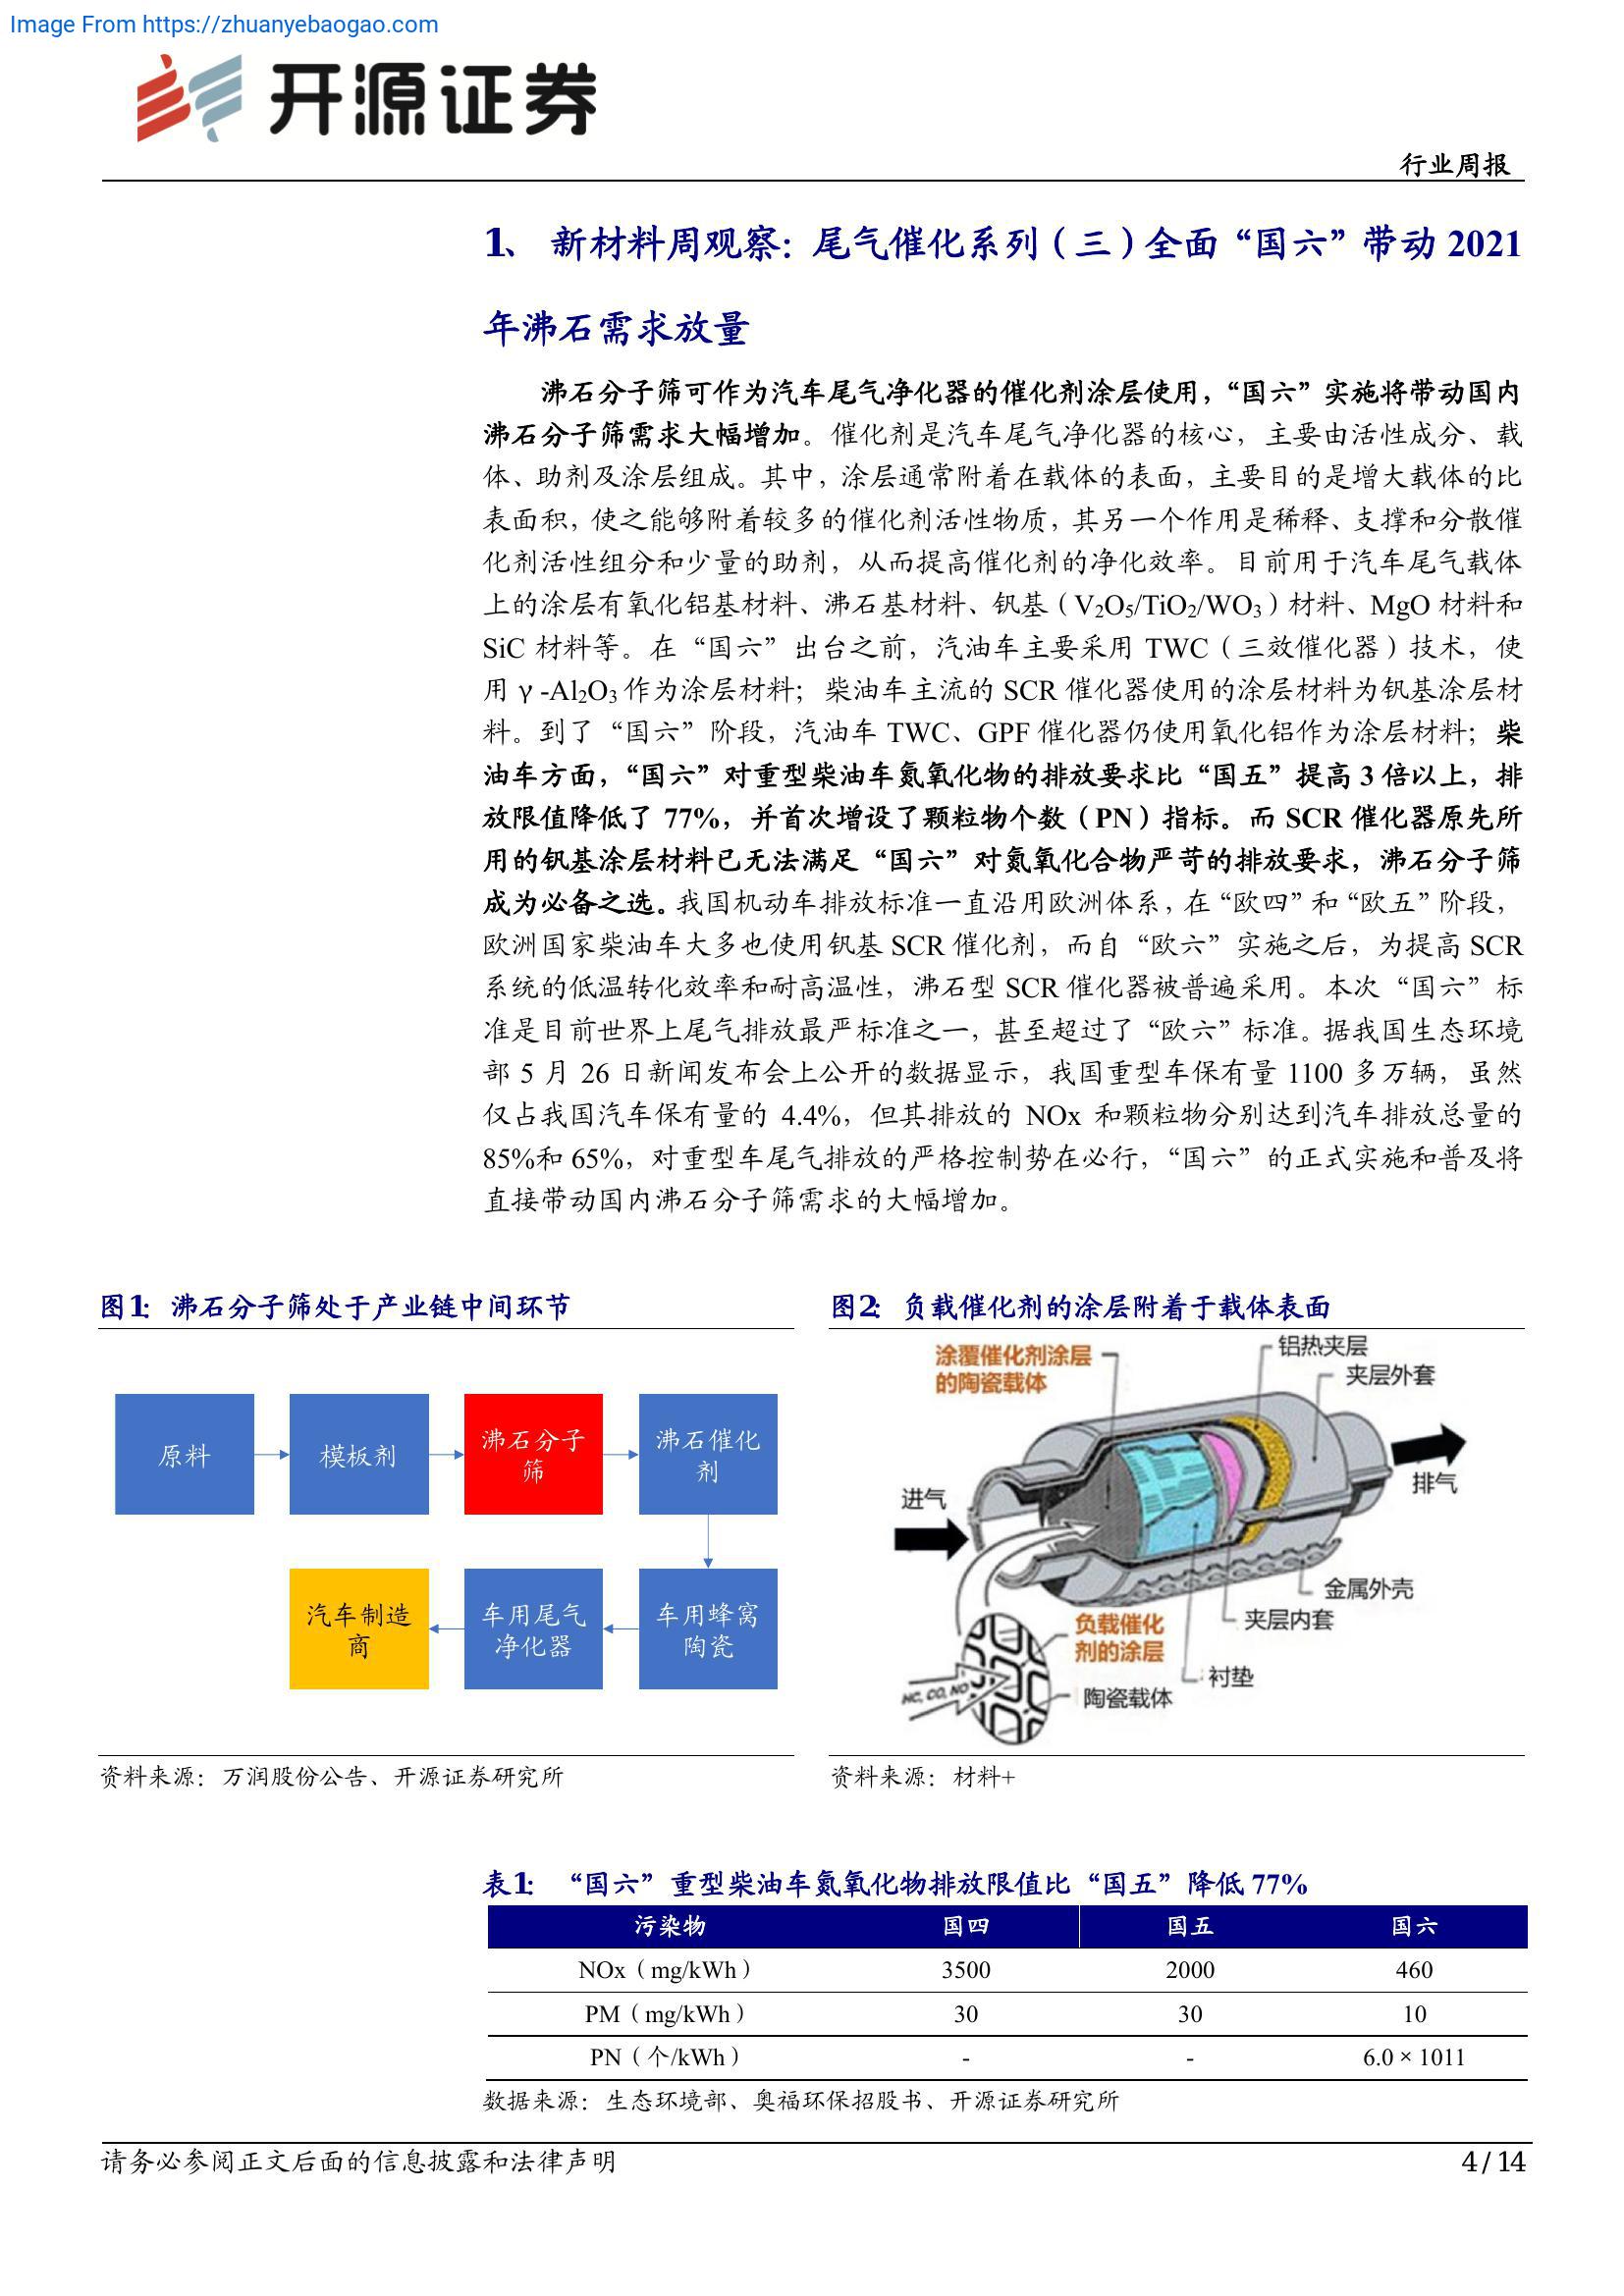 Image From https://zhuanyebaogao.com
开源证券
行业周报
1、 新材料周观察：尾气催化系列（三）全面“国六”带动 2021
年沸石需求放量
沸石分子筛可作为汽车尾气净化器的催化剂涂层使用，“国六”实施将带动国内
沸石分子筛需求大幅增加。催化剂是汽车尾气净化器的核心，主要由活性成分、载
体、助剂及涂层组成。其中，涂层通常附着在载体的表面，主要目的是增大载体的比
表面积，使之能够附着较多的催化剂活性物质，其另一个作用是稀释、支撑和分散催
化剂活性组分和少量的助剂，从而提高催化剂的净化效率。目前用于汽车尾气载体
上的涂层有氧化铝基材料、沸石基材料、钒基（V₂O₅/TiO₂/WO₃）材料、MgO 材料和
SiC 材料等。在“国六”出台之前，汽油车主要采用 TWC（三效催化器）技术，使
用 γ -Al₂O₃ 作为涂层材料；柴油车主流的 SCR 催化器使用的涂层材料为钒基涂层材
料。到了“国六”阶段，汽油车 TWC、GPF 催化器仍使用氧化铝作为涂层材料；柴
油车方面，“国六”对重型柴油车氮氧化物的排放要求比“国五”提高 3 倍以上，排
放限值降低了 77%，并首次增设了颗粒物个数（PN）指标。而 SCR 催化器原先所
用的钒基涂层材料已无法满足“国六”对氮氧化合物严苛的排放要求，沸石分子筛
成为必备之选。我国机动车排放标准一直沿用欧洲体系，在“欧四”和“欧五”阶段，
欧洲国家柴油车大多也使用钒基 SCR 催化剂，而自“欧六”实施之后，为提高 SCR
系统的低温转化效率和耐高温性，沸石型 SCR 催化器被普遍采用。本次“国六”标
准是目前世界上尾气排放最严标准之一，甚至超过了“欧六”标准。据我国生态环境
部 5 月 26 日新闻发布会上公开的数据显示，我国重型车保有量 1100 多万辆，虽然
仅占我国汽车保有量的 4.4%，但其排放的 NOx 和颗粒物分别达到汽车排放总量的
85%和 65%，对重型车尾气排放的严格控制势在必行，“国六”的正式实施和普及将
直接带动国内沸石分子筛需求的大幅增加。
图1：沸石分子筛处于产业链中间环节
原料
模板剂
沸石分子
筛
沸石催化
剂
汽车制造
商
车用尾气
净化器
车用蜂窝
陶瓷
资料来源：万润股份公告、开源证券研究所
图2：负载催化剂的涂层附着于载体表面
涂覆催化剂涂层
的陶瓷载体
铝热夹层
夹层外套
进气
排气
金属外壳
夹层内套
负载催化
剂的涂层
衬垫
陶瓷载体
HC, CO, NO
资料来源：材料+
表1： “国六”重型柴油车氮氧化物排放限值比“国五”降低 77%
污染物 国四 国五 国六
NOx（mg/kWh） 3500 2000 460
PM（mg/kWh） 30 30 10
PN（个/kWh） - - 6.0×1011
数据来源：生态环境部、奥福环保招股书、开源证券研究所
请务必参阅正文后面的信息披露和法律声明
4 / 14